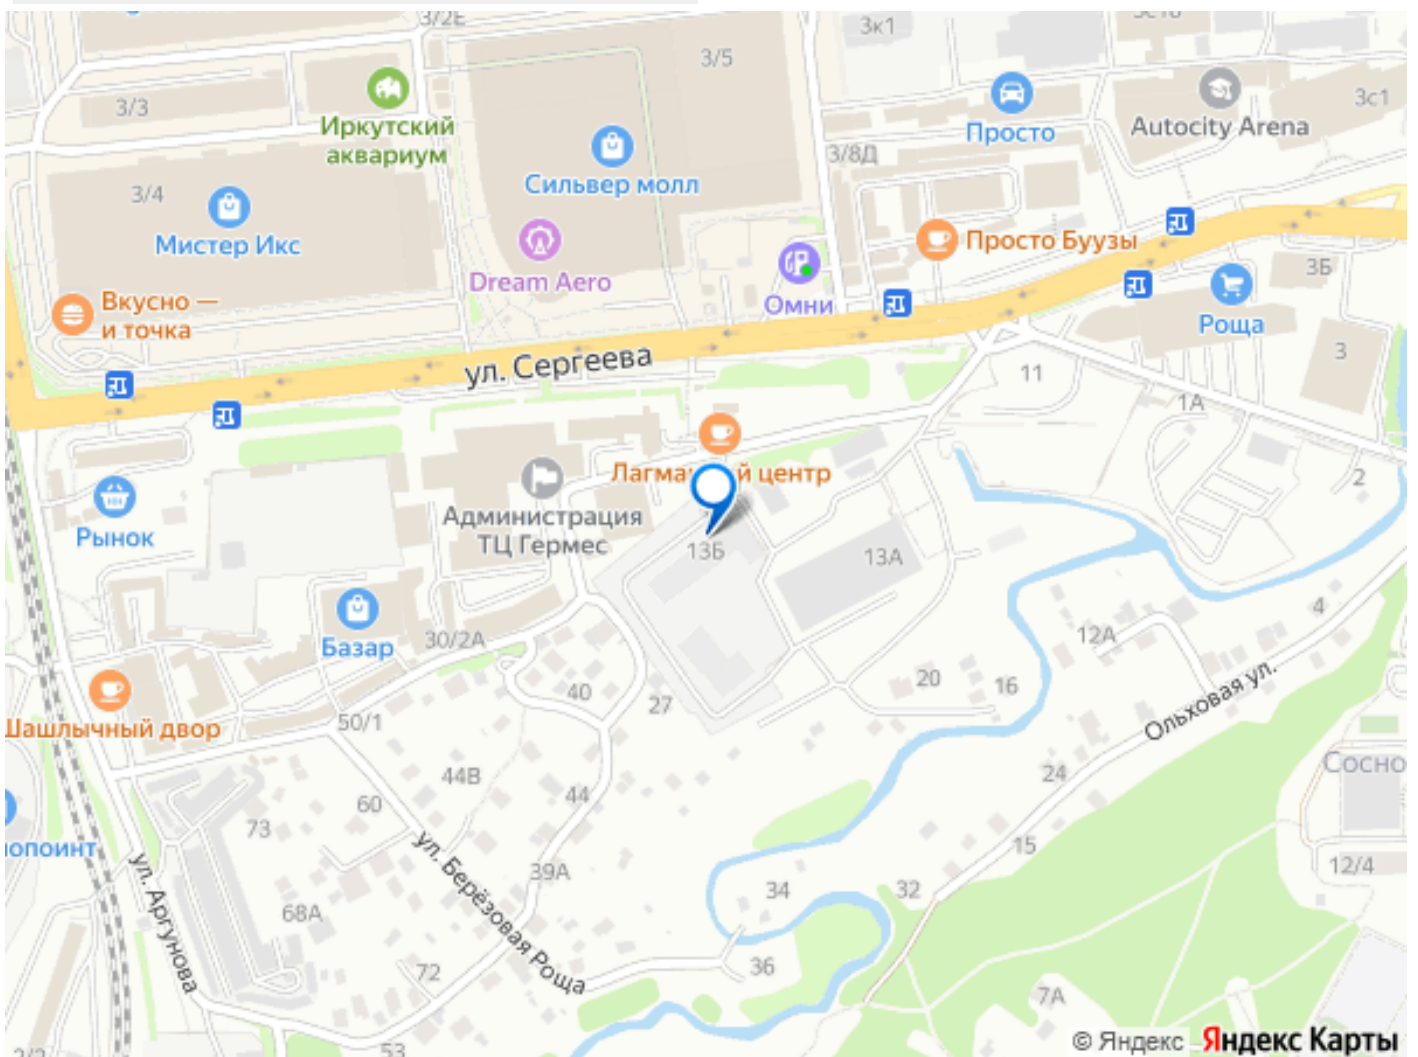 3/2Е
3/5
3к1
3/3
Иркутский
аквариум
Просто
Autocity Arena
3с1
3/8Д
Сильвер молл
3/4
Мистер Икс
Просто Буузы
Dream Aero
Омни
3Б
Роща
Вкусно —
и точка
ул. Сергеева
3
11
1А
Лагма
й центр
2
Рынок
Администрация
ТЦ Гермес
13Б
13А
4
Базар
30/2А
12А
40
27
20
16
Ольховая ул.
Шашлычный двор
50/1
44В
24
Сосно
60
44
73
опоинт
ул. Аргунова
ул. Берёзовая Роща
39А
15
12/4
34
32
68А
72
36
7А
53
© Яндекс
Яндекс Карты